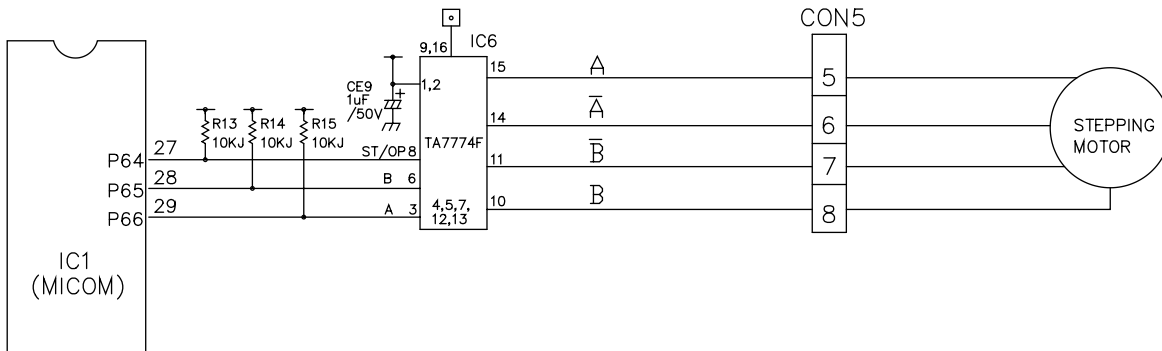 CON5
9,16 IC6
15 A
1,2
CE9
1uF
/50V
+
5
14 A̅
6
R13
10KJ
R14
10KJ
R15
10KJ
TA7774F
STEPPING
MOTOR
P64 27 ST/OP 8
11 B̅
7
P65 28 B 6
P66 29 A 3
4,5,7,
12,13
10 B
8
IC1
(MICOM)